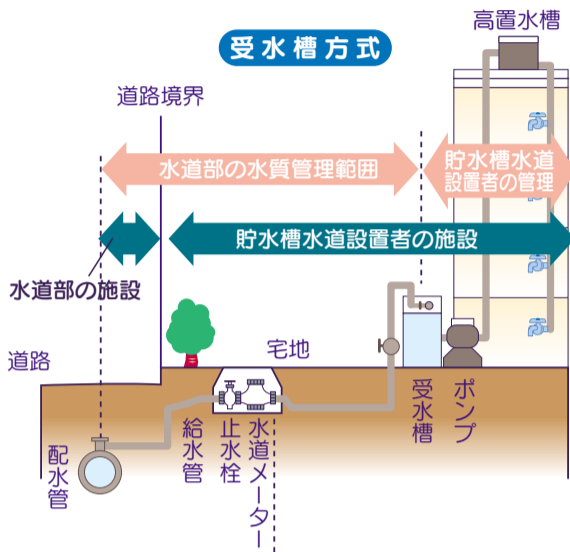 受水槽方式
高置水槽
道路境界
水道部の水質管理範囲
貯水槽水道
設置者の管理
貯水槽水道設置者の施設
水道部の施設
道路
宅地
配水管
給水管
止水栓
水道メーター
受水槽
ポンプ